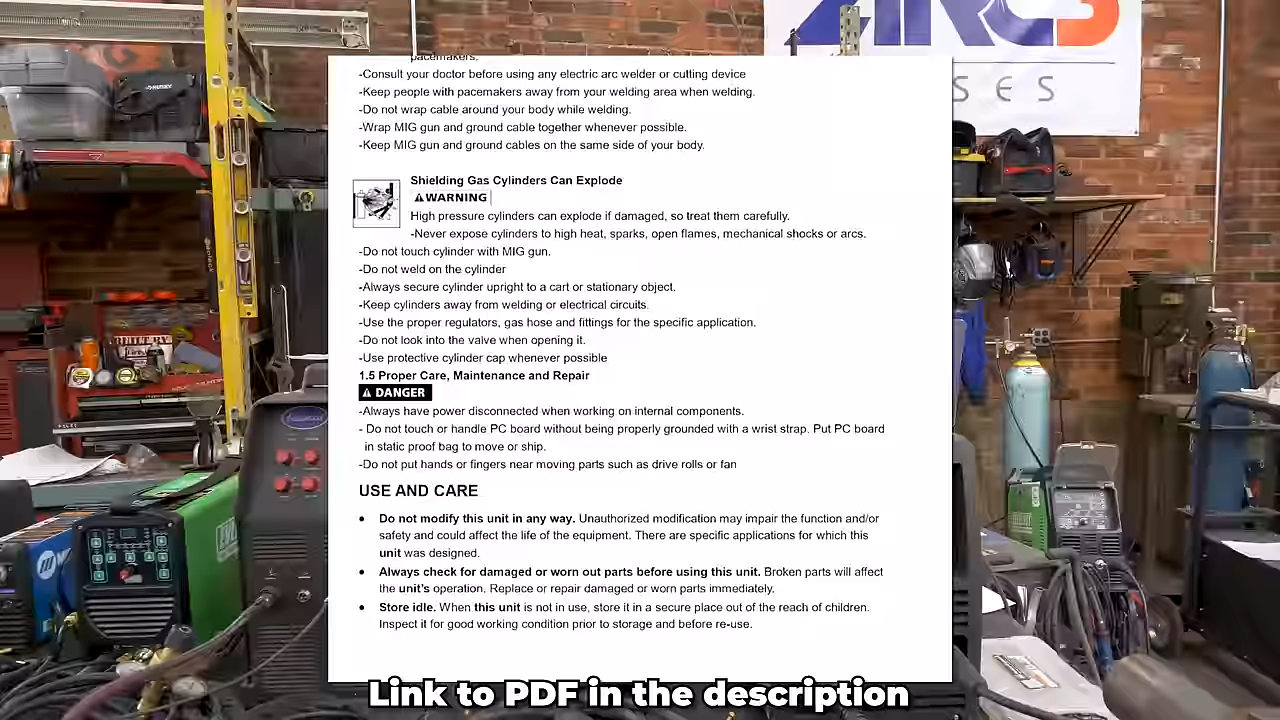 ARC
SES
pacemakers.
-Consult your doctor before using any electric arc welder or cutting device
-Keep people with pacemakers away from your welding area when welding.
-Do not wrap cable around your body while welding.
-Wrap MIG gun and ground cable together whenever possible.
-Keep MIG gun and ground cables on the same side of your body.
Shielding Gas Cylinders Can Explode
⚠WARNING
High pressure cylinders can explode if damaged, so treat them carefully.
-Never expose cylinders to high heat, sparks, open flames, mechanical shocks or arcs.
-Do not touch cylinder with MIG gun.
-Do not weld on the cylinder
-Always secure cylinder upright to a cart or stationary object.
-Keep cylinders away from welding or electrical circuits.
-Use the proper regulators, gas hose and fittings for the specific application.
-Do not look into the valve when opening it.
-Use protective cylinder cap whenever possible
1.5 Proper Care, Maintenance and Repair
⚠ DANGER
-Always have power disconnected when working on internal components.
- Do not touch or handle PC board without being properly grounded with a wrist strap. Put PC board
in static proof bag to move or ship.
-Do not put hands or fingers near moving parts such as drive rolls or fan
USE AND CARE
• Do not modify this unit in any way. Unauthorized modification may impair the function and/or
safety and could affect the life of the equipment. There are specific applications for which this
unit was designed.
• Always check for damaged or worn out parts before using this unit. Broken parts will affect
the unit's operation. Replace or repair damaged or worn parts immediately.
• Store idle. When this unit is not in use, store it in a secure place out of the reach of children.
Inspect it for good working condition prior to storage and before re-use.
Link to PDF in the description